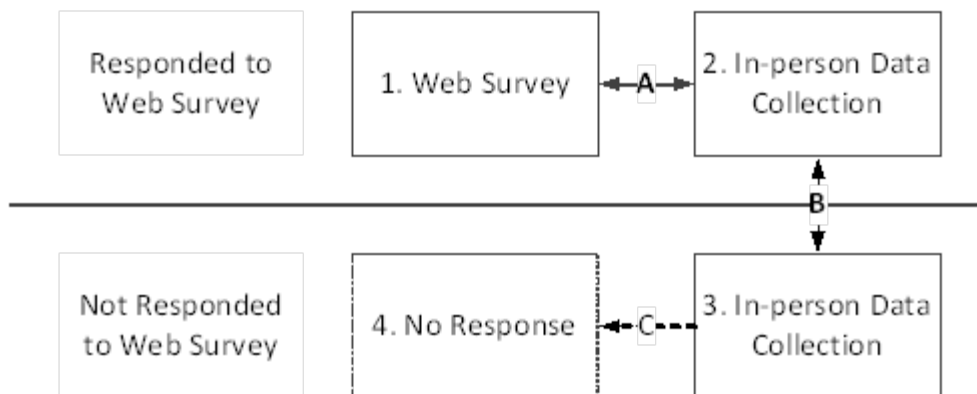 Responded to
Web Survey
1. Web Survey
A
2. In-person Data
Collection
B
Not Responded
to Web Survey
4. No Response
C
3. In-person Data
Collection